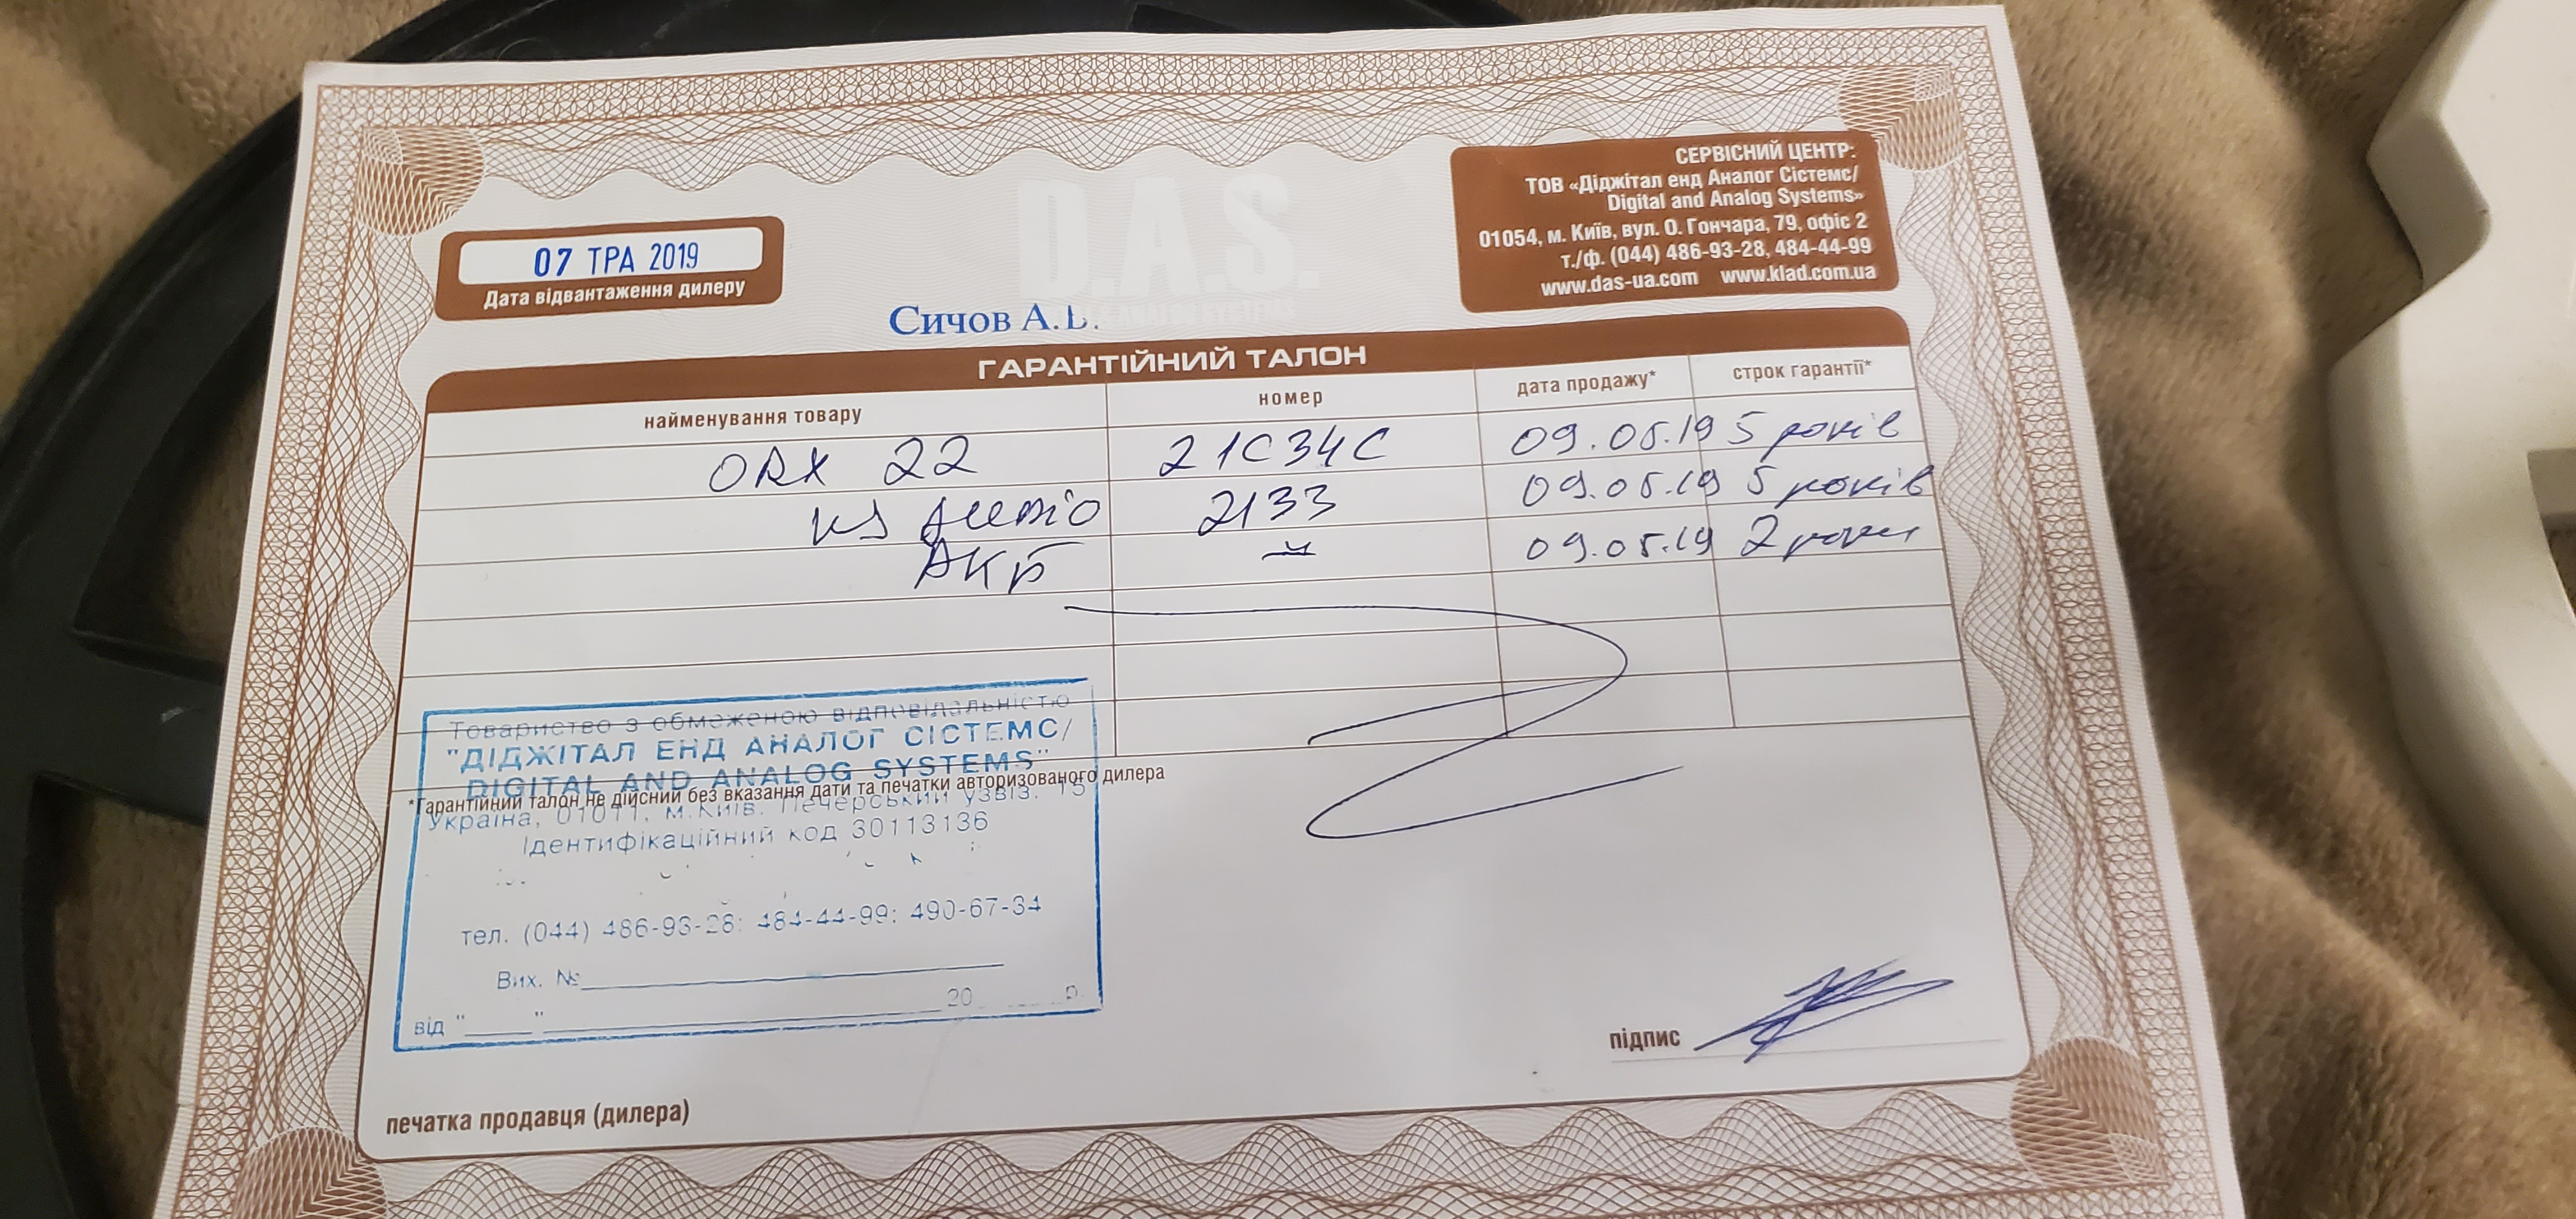 D.A.S.
СЕРВІСНИЙ ЦЕНТР:
ТОВ «Діджітал енд Аналог Сістемс/
Digital and Analog Systems»
01054, м. Київ, вул. О. Гончара, 79, офіс 2
т./ф. (044) 486-93-28, 484-44-99
www.das-ua.com www.klad.com.ua
07 ТРА 2019
Дата відвантаження дилеру
Сичов А.
ГАРАНТІЙНИЙ ТАЛОН
найменування товару номер дата продажу* строк гарантії*
ORX 22 21C34C 09.05.19 5 років
Audio 2133 09.05.19 5 років
АКБ 09.05.19 2 роки
Товариство з обмеженою відповідальністю
"ДІДЖІТАЛ ЕНД АНАЛОГ СІСТЕМС/
DIGITAL AND ANALOG SYSTEMS"
*Гарантійний талон не дійсний без вказання дати та печатки авторизованого дилера
Україна, 01011, м.Київ. Печерський узвіз. 15
Ідентифікаційний код 30113136
тел. (044) 486-93-28; 484-44-99; 490-67-34
Вих. №
від "____" 20 р.
підпис
печатка продавця (дилера)